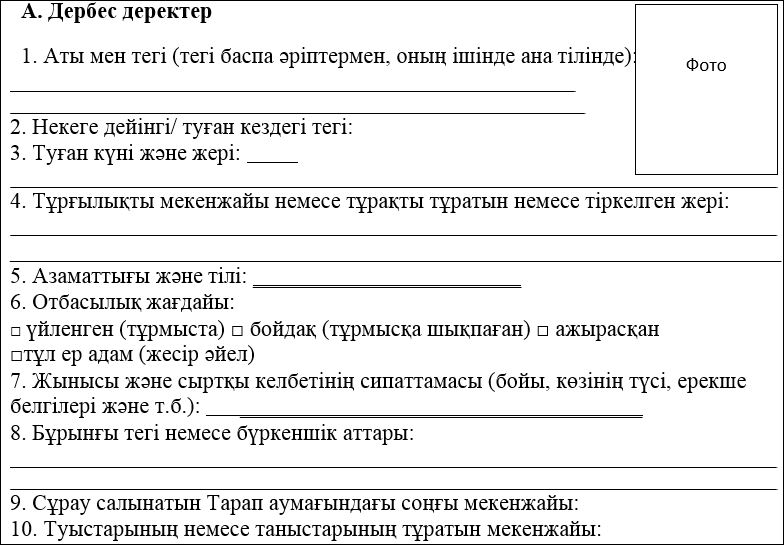 А. Дербес деректер
1. Аты мен тегі (тегі баспа әріптермен, оның ішінде ана тілінде):
Фото
2. Некеге дейінгі/ туған кездегі тегі:
3. Туған күні және жері: _____
4. Тұрғылықты мекенжайы немесе тұрақты тұратын немесе тіркелген жері:
5. Азаматтығы және тілі:
6. Отбасылық жағдайы:
□ үйленген (тұрмыста) □ бойдақ (тұрмысқа шықпаған) □ ажырасқан
□тұл ер адам (жесір әйел)
7. Жынысы және сыртқы келбетінің сипаттамасы (бойы, көзінің түсі, ерекше
белгілері және т.б.):
8. Бұрынғы тегі немесе бүркеншік аттары:
9. Сұрау салынатын Тарап аумағындағы соңғы мекенжайы:
10. Туыстарының немесе таныстарының тұратын мекенжайы: